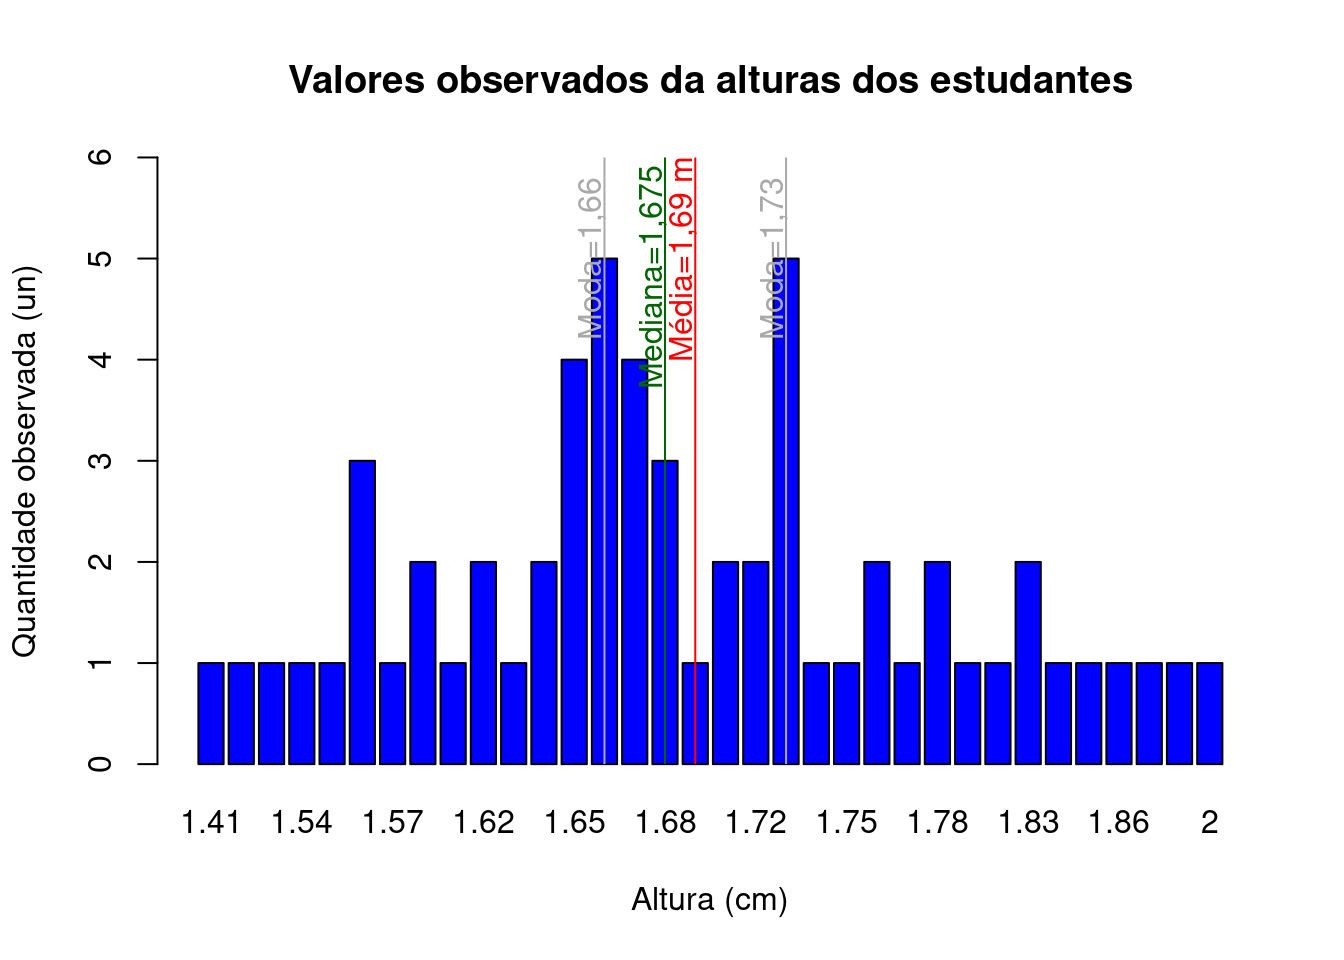 Valores observados da alturas dos estudantes
Quantidade observada (un)
6
5
4
3
2
1
0
Moda=1,66
Mediana=1,675
Média=1,69 m
Moda=1,73
1.41 1.54 1.57 1.62 1.65 1.68 1.72 1.75 1.78 1.83 1.86 2
Altura (cm)